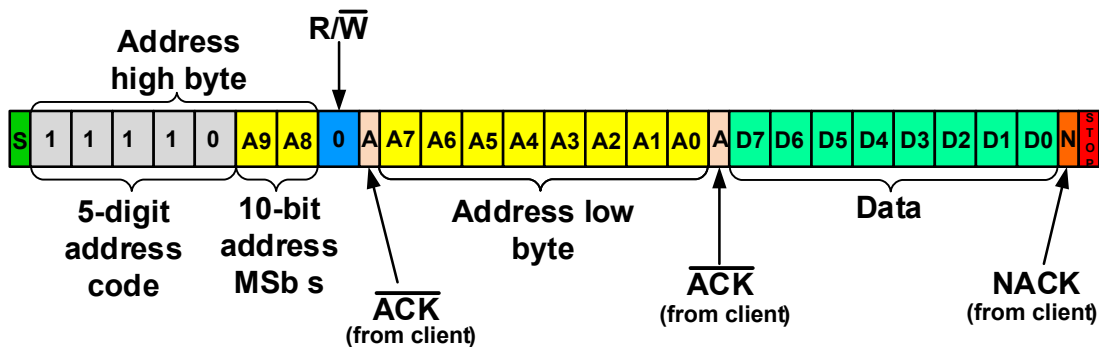 R/W̅
Address
high byte
S 1 1 1 1 0 A9 A8 0 A A7 A6 A5 A4 A3 A2 A1 A0 A D7 D6 D5 D4 D3 D2 D1 D0 N STOP
5-digit
address
code
10-bit
address
MSb s
Address low
byte
Data
A̅C̅K̅
(from client)
A̅C̅K̅
(from client)
NACK
(from client)